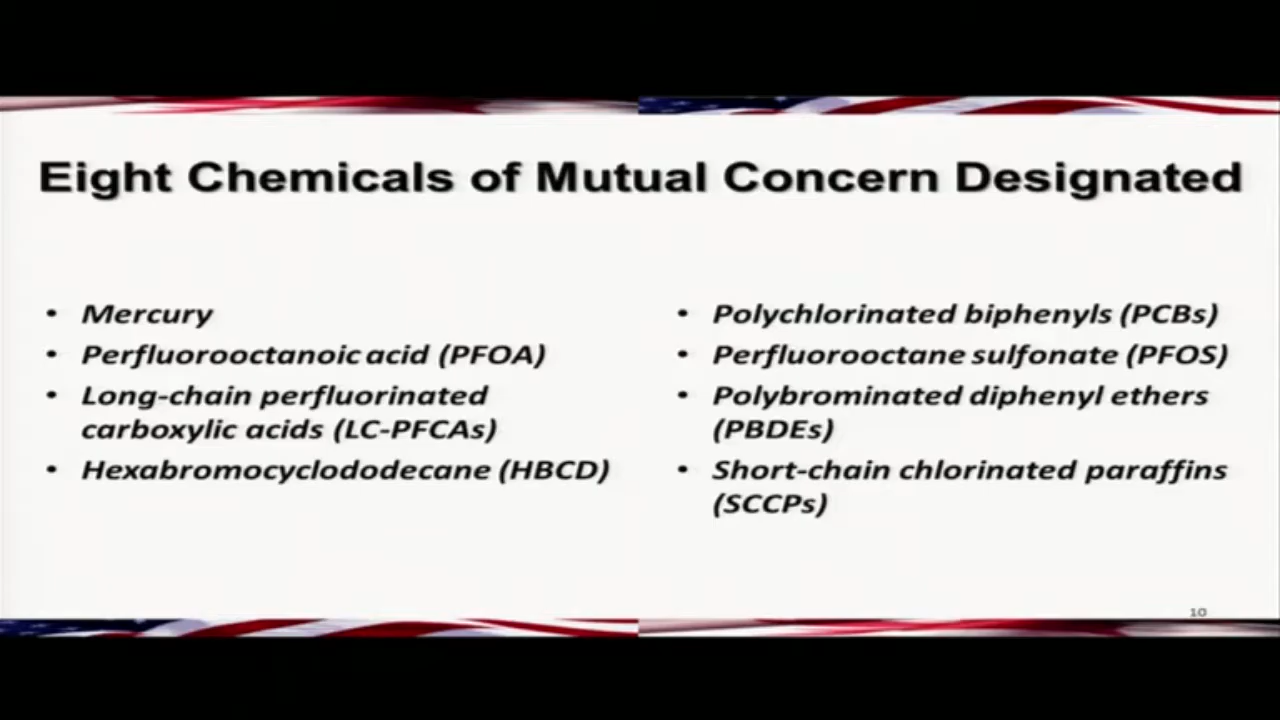 Eight Chemicals of Mutual Concern Designated
• Mercury
• Perfluorooctanoic acid (PFOA)
• Long-chain perfluorinated
carboxylic acids (LC-PFCAs)
• Hexabromocyclododecane (HBCD)
• Polychlorinated biphenyls (PCBs)
• Perfluorooctane sulfonate (PFOS)
• Polybrominated diphenyl ethers
(PBDEs)
• Short-chain chlorinated paraffins
(SCCPs)
10